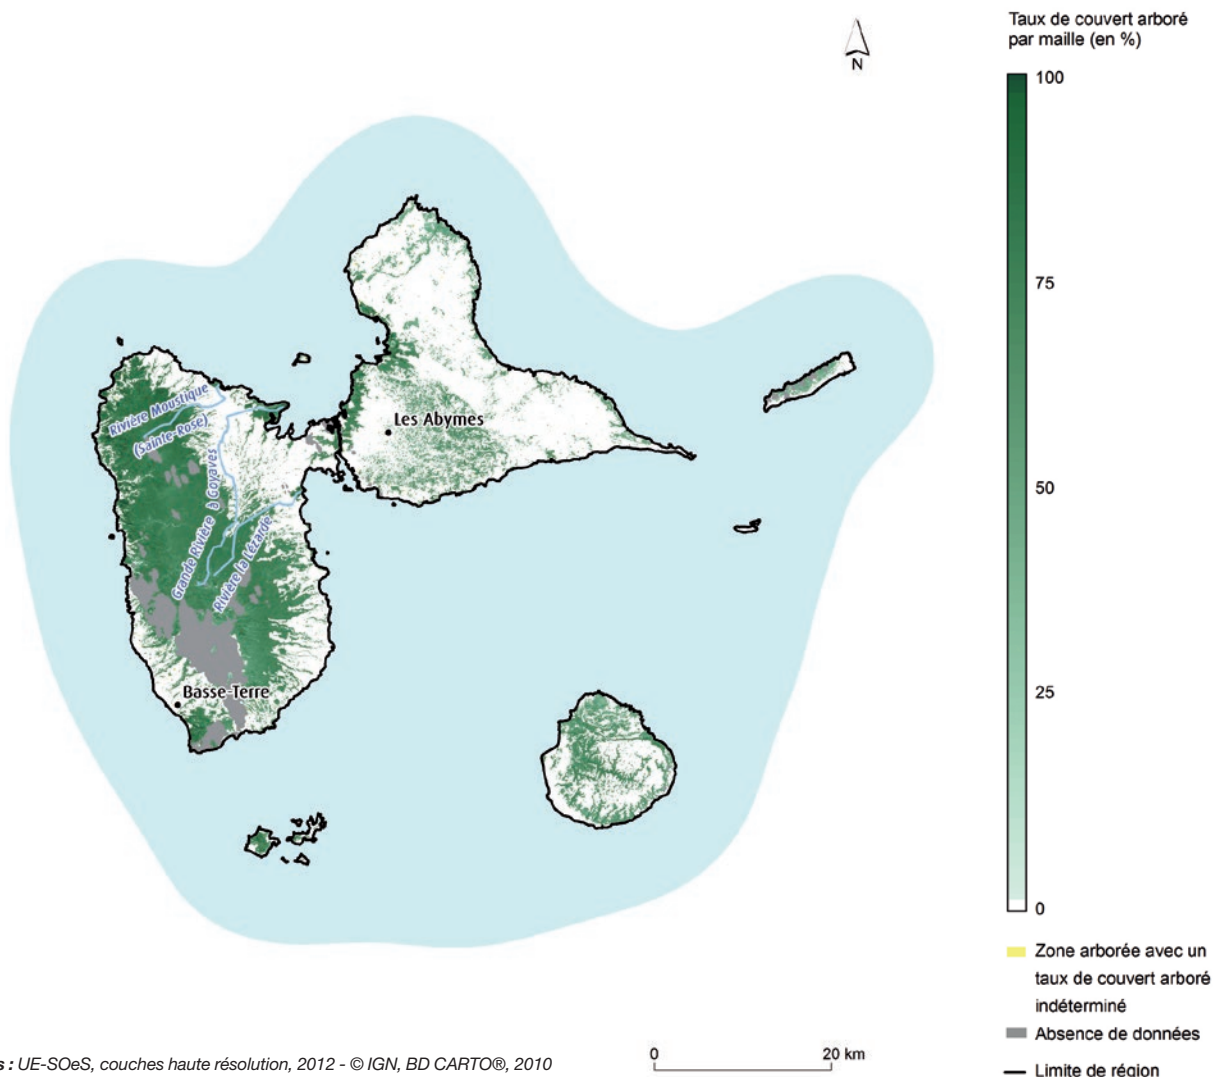 Taux de couvert arboré
par maille (en %)
N
100
75
50
25
0
Les Abymes
Rivière Moustique
(Sainte-Rose)
Grande Rivière à Goyaves
Rivière la Lézarde
Basse-Terre
Zone arborée avec un
taux de couvert arboré
indéterminé
Absence de données
Limite de région
0 20 km
s : UE-SOeS, couches haute résolution, 2012 - © IGN, BD CARTO®, 2010